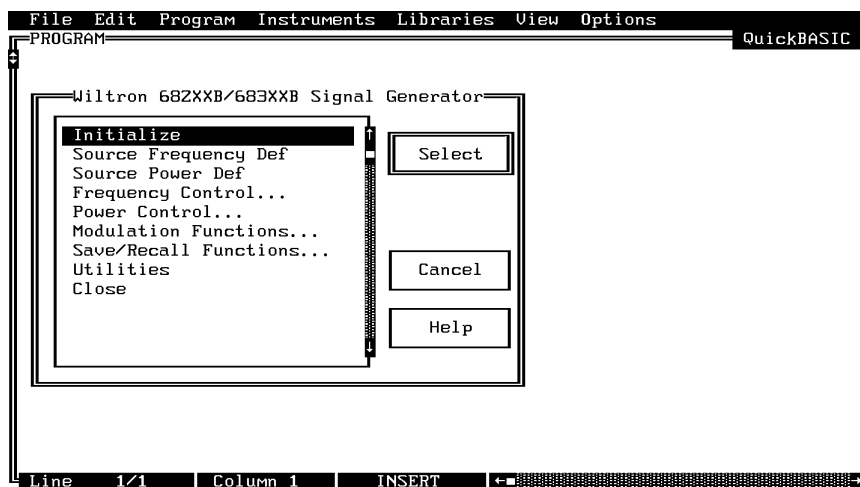 File Edit Program Instruments Libraries View Options
PROGRAM
QuickBASIC
Wiltron 682XXB/683XXB Signal Generator
Initialize
Source Frequency Def
Source Power Def
Frequency Control...
Power Control...
Modulation Functions...
Save/Recall Functions...
Utilities
Close
Select
Cancel
Help
Line 1/1 Column 1 INSERT